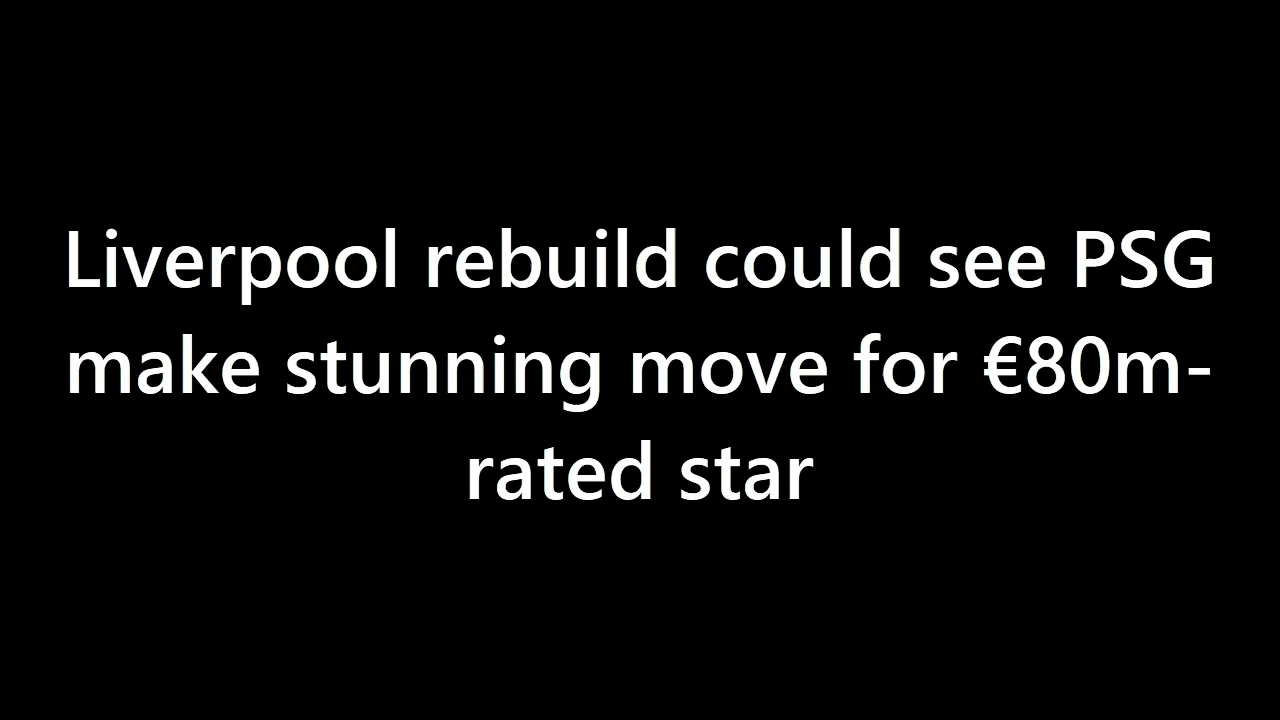 Liverpool rebuild could see PSG
make stunning move for €80m-
rated star